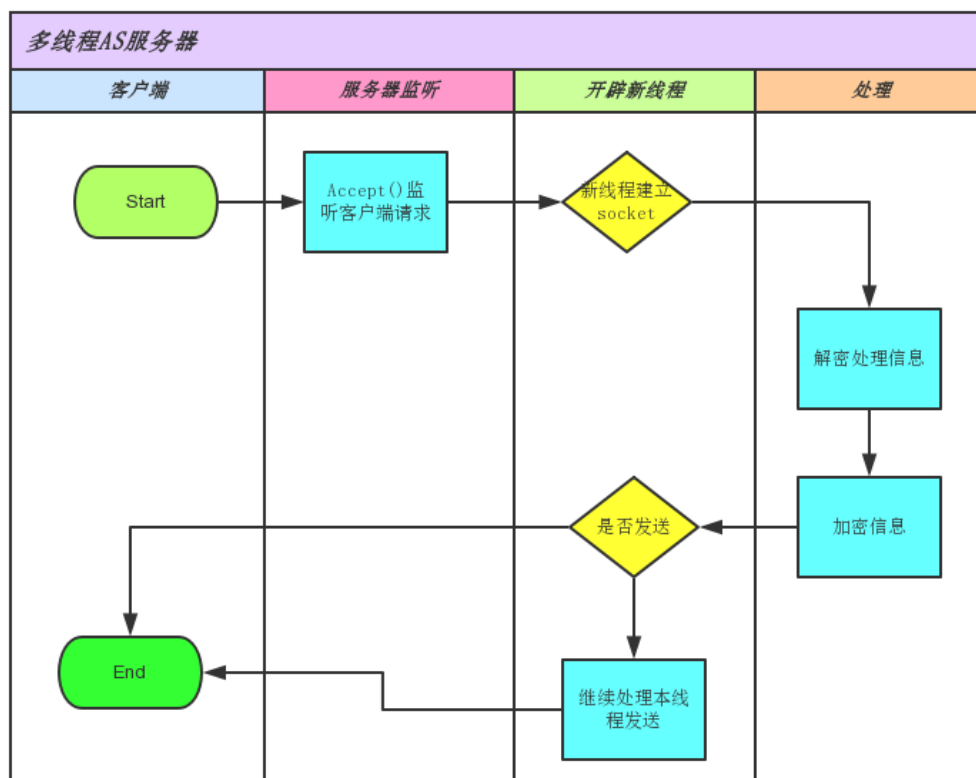 多线程AS服务器
客户端
服务器监听
开辟新线程
处理
Start
Accept()监
听客户端请求
新线程建立
socket
解密处理信息
加密信息
是否发送
End
继续处理本线
程发送